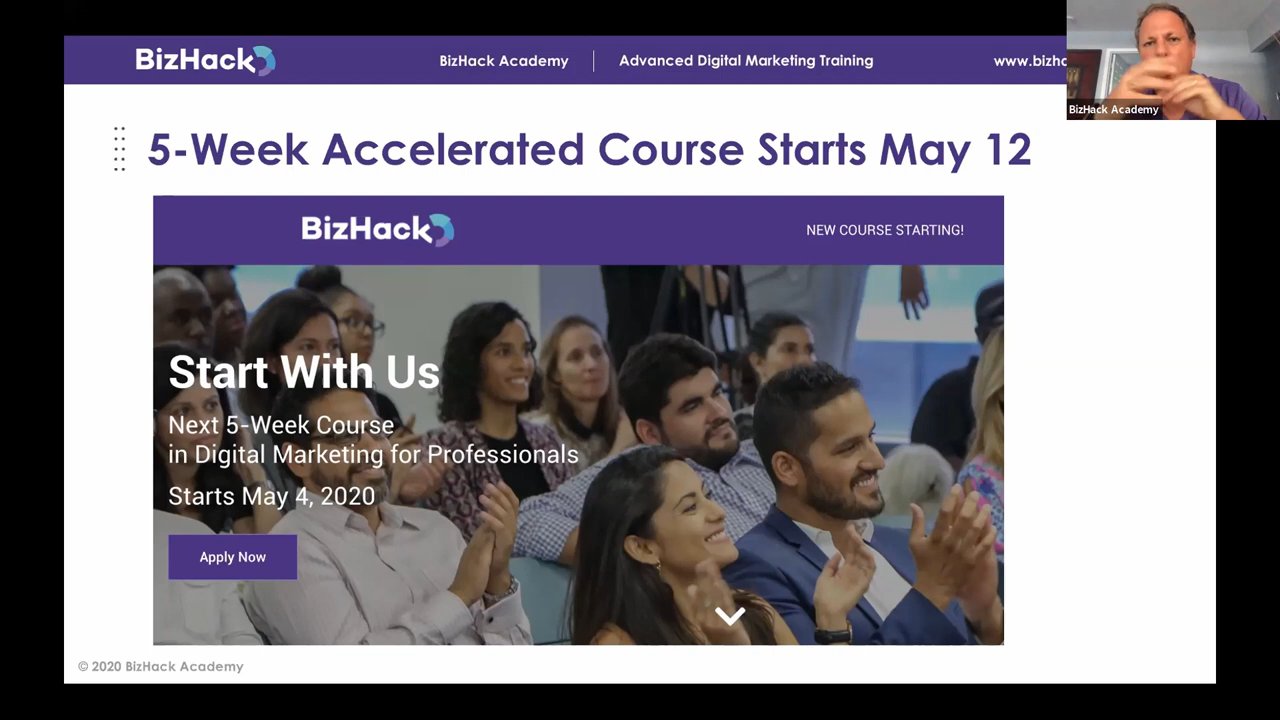 BizHack
BizHack Academy
Advanced Digital Marketing Training
BizHack Academy
5-Week Accelerated Course Starts May 12
BizHack
NEW COURSE STARTING!
Start With Us
Next 5-Week Course
in Digital Marketing for Professionals
Starts May 4, 2020
Apply Now
© 2020 BizHack Academy